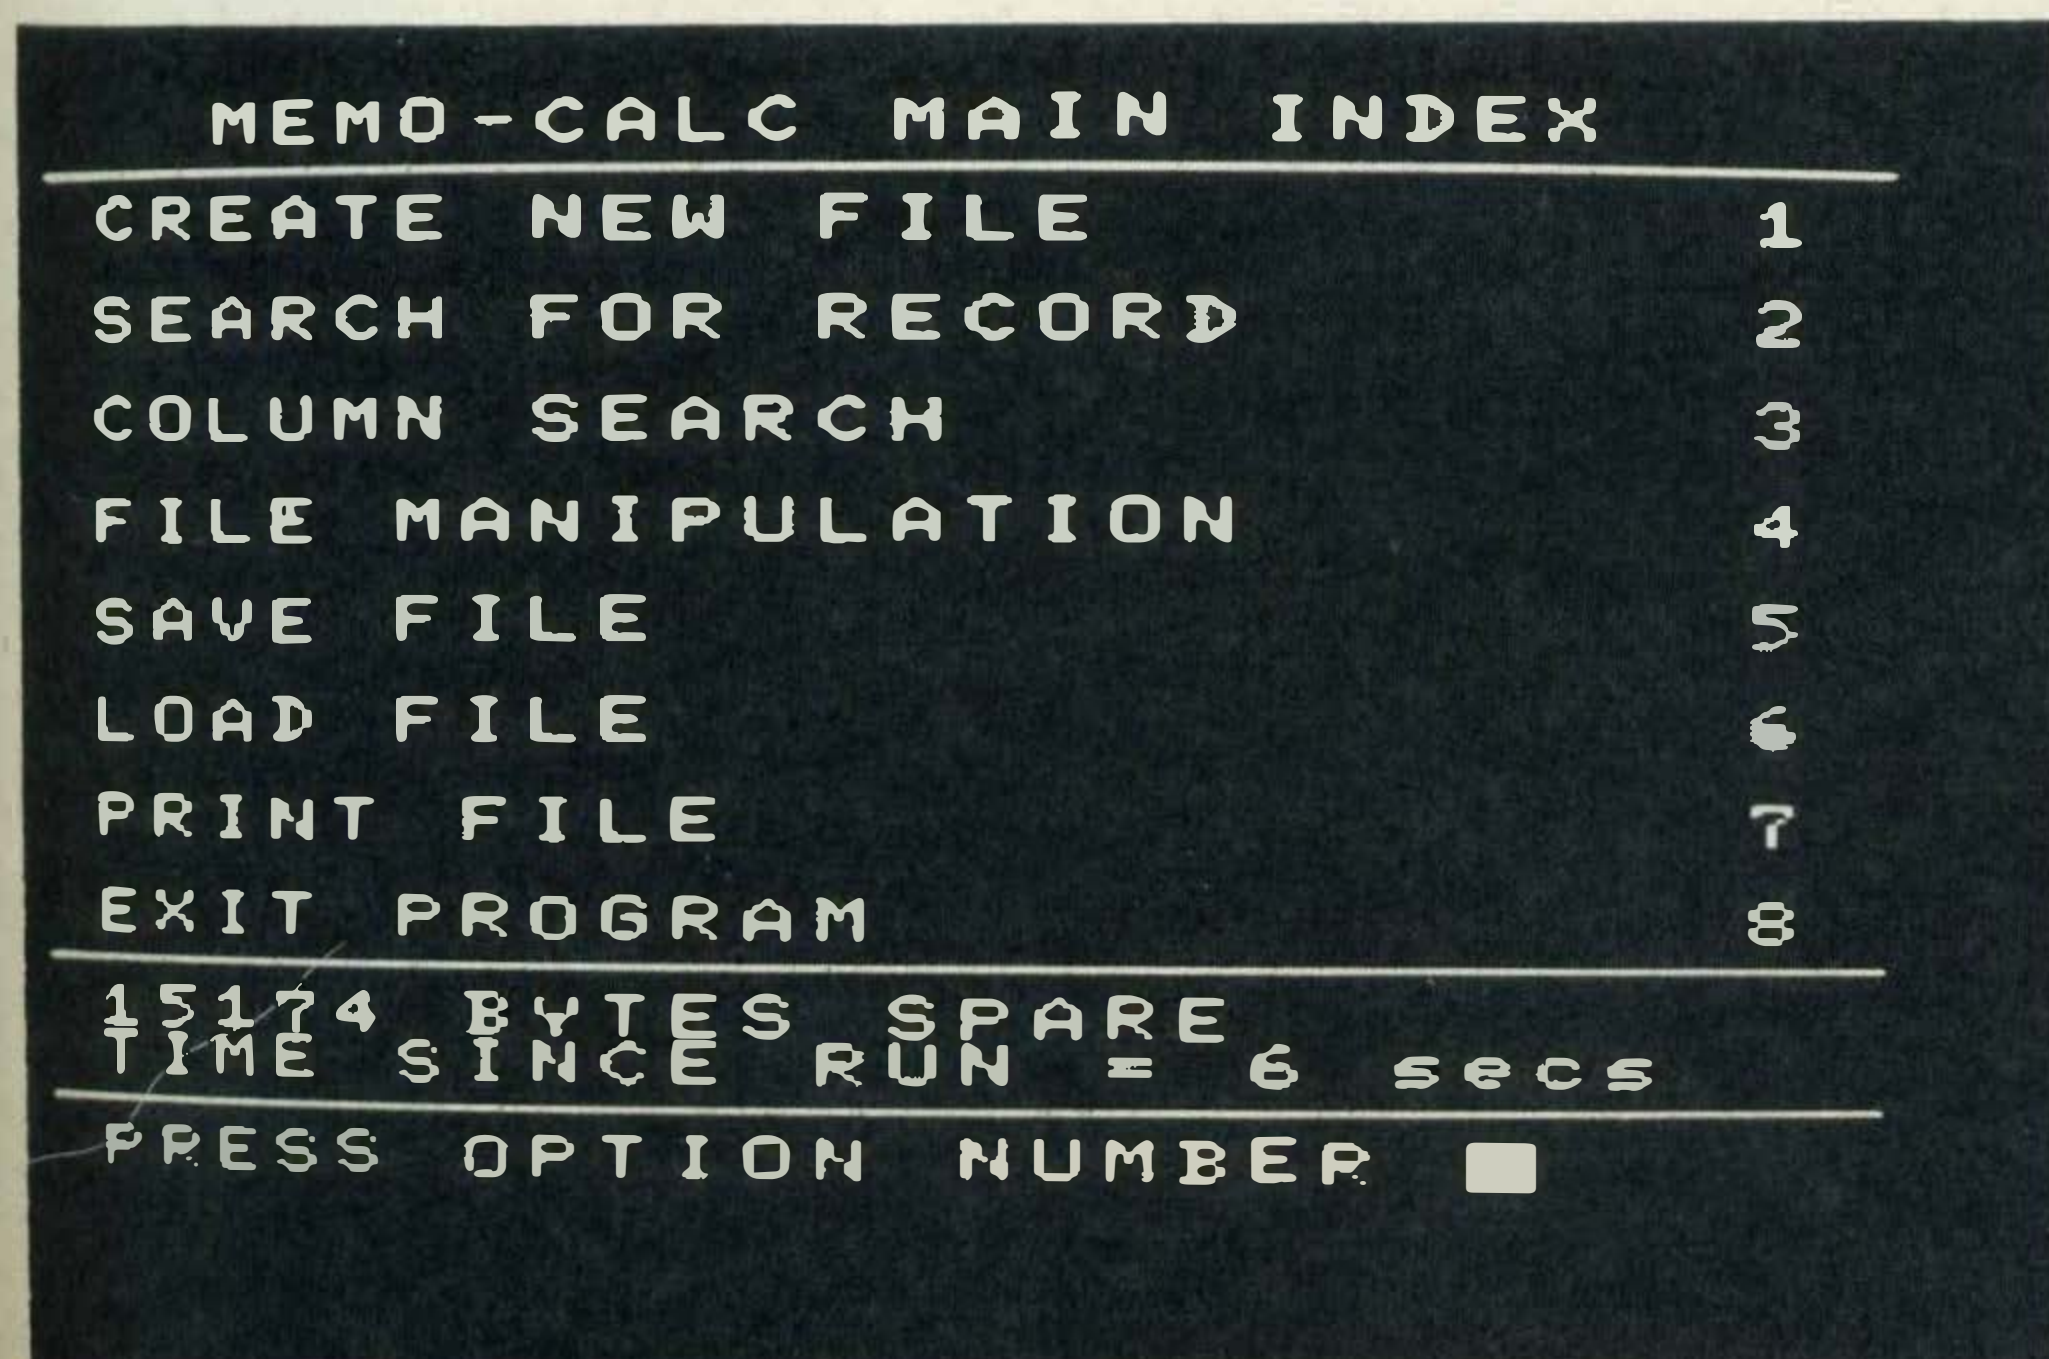 MEMO-CALC MAIN INDEX
CREATE NEW FILE 1
SEARCH FOR RECORD 2
COLUMN SEARCH 3
FILE MANIPULATION 4
SAVE FILE 5
LOAD FILE 6
PRINT FILE 7
EXIT PROGRAM 8
15174 BYTES SPARE
TIME SINCE RUN = 6 secs
PRESS OPTION NUMBER